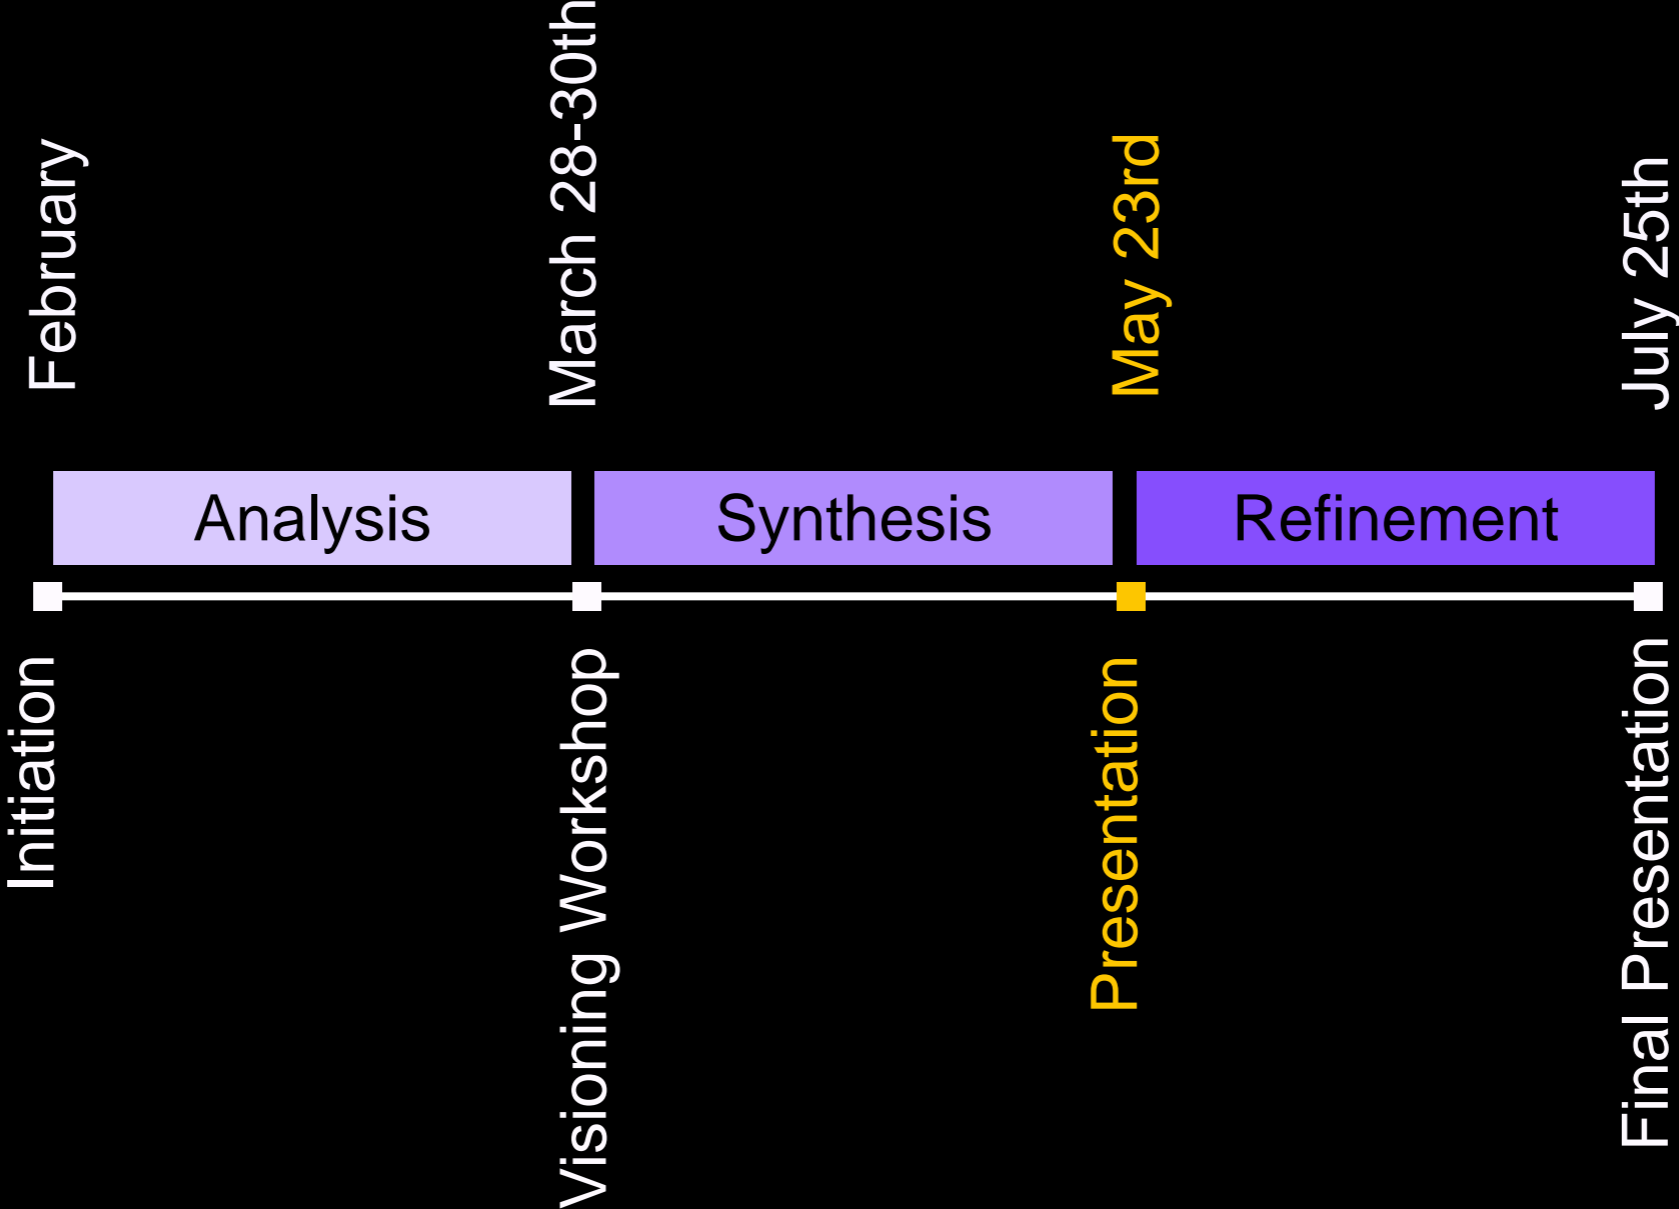 February
March 28-30th
May 23rd
July 25th
Analysis
Synthesis
Refinement
Initiation
Visioning Workshop
Presentation
Final Presentation